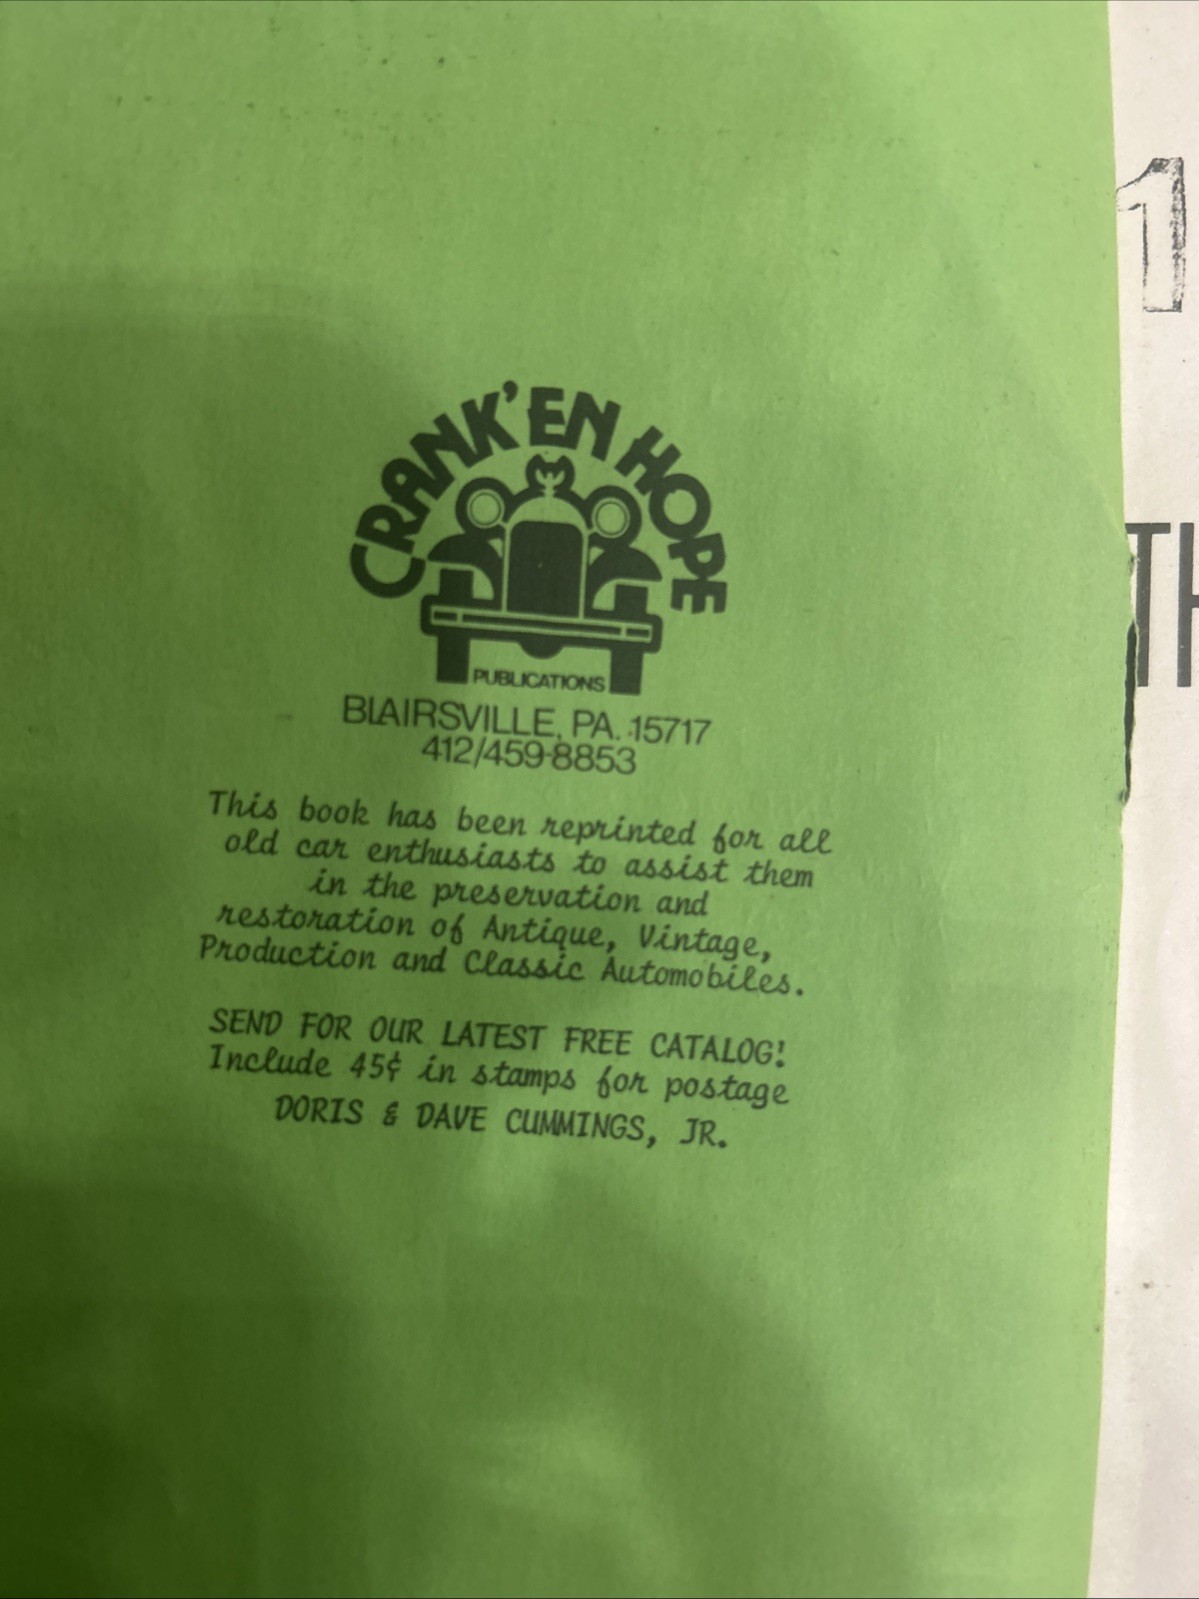 CRANK'EN HOPE
PUBLICATIONS
BLAIRSVILLE, PA. 15717
412/459-8853
This book has been reprinted for all
old car enthusiasts to assist them
in the preservation and
restoration of Antique, Vintage,
Production and Classic Automobiles.
SEND FOR OUR LATEST FREE CATALOG!
Include 45¢ in stamps for postage
DORIS & DAVE CUMMINGS, JR.
1
TH